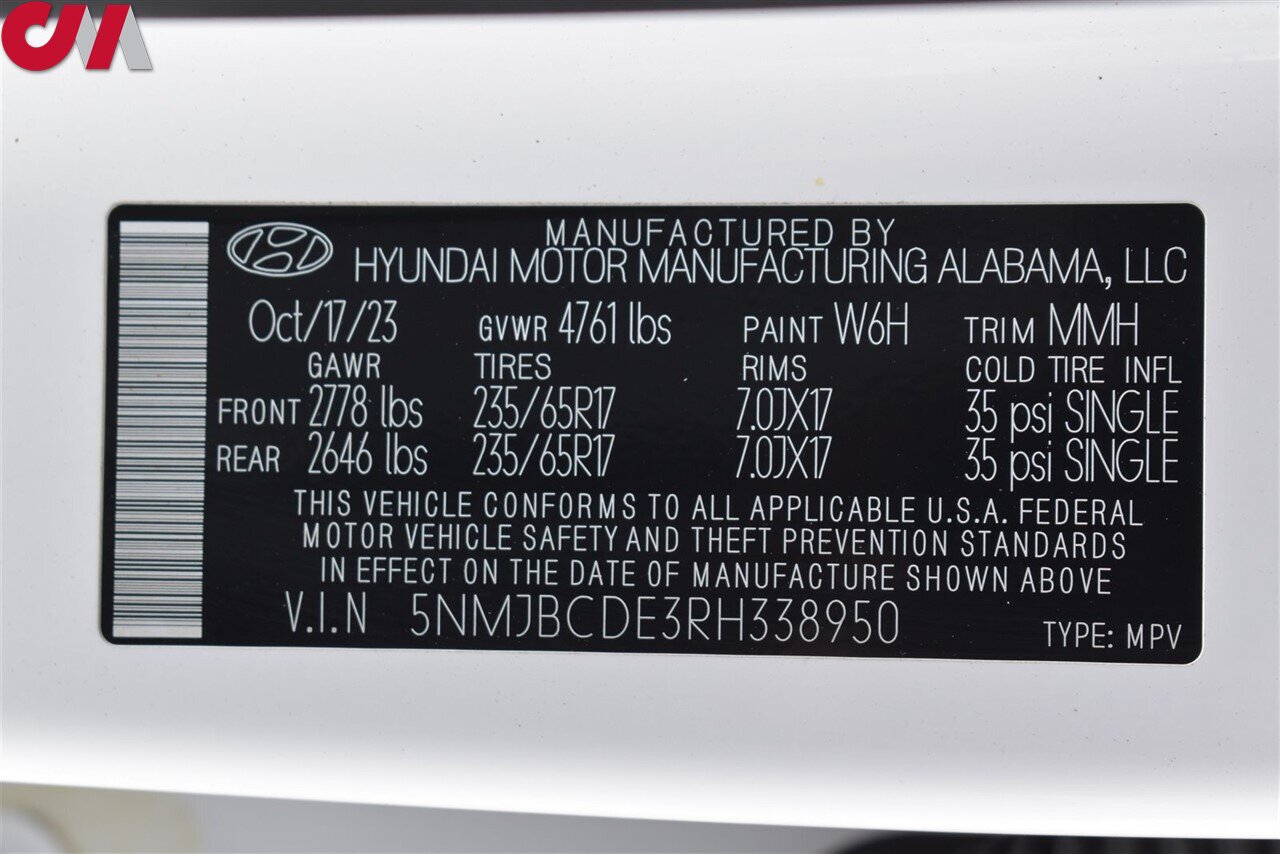 CM
MANUFACTURED BY
HYUNDAI MOTOR MANUFACTURING ALABAMA, LLC
Oct/17/23 GVWR 4761 lbs PAINT W6H TRIM MMH
GAWR TIRES RIMS COLD TIRE INFL
FRONT 2778 lbs 235/65R17 7.0JX17 35 psi SINGLE
REAR 2646 lbs 235/65R17 7.0JX17 35 psi SINGLE
THIS VEHICLE CONFORMS TO ALL APPLICABLE U.S.A. FEDERAL
MOTOR VEHICLE SAFETY AND THEFT PREVENTION STANDARDS
IN EFFECT ON THE DATE OF MANUFACTURE SHOWN ABOVE
V.I.N 5NMJBCDE3RH338950 TYPE: MPV